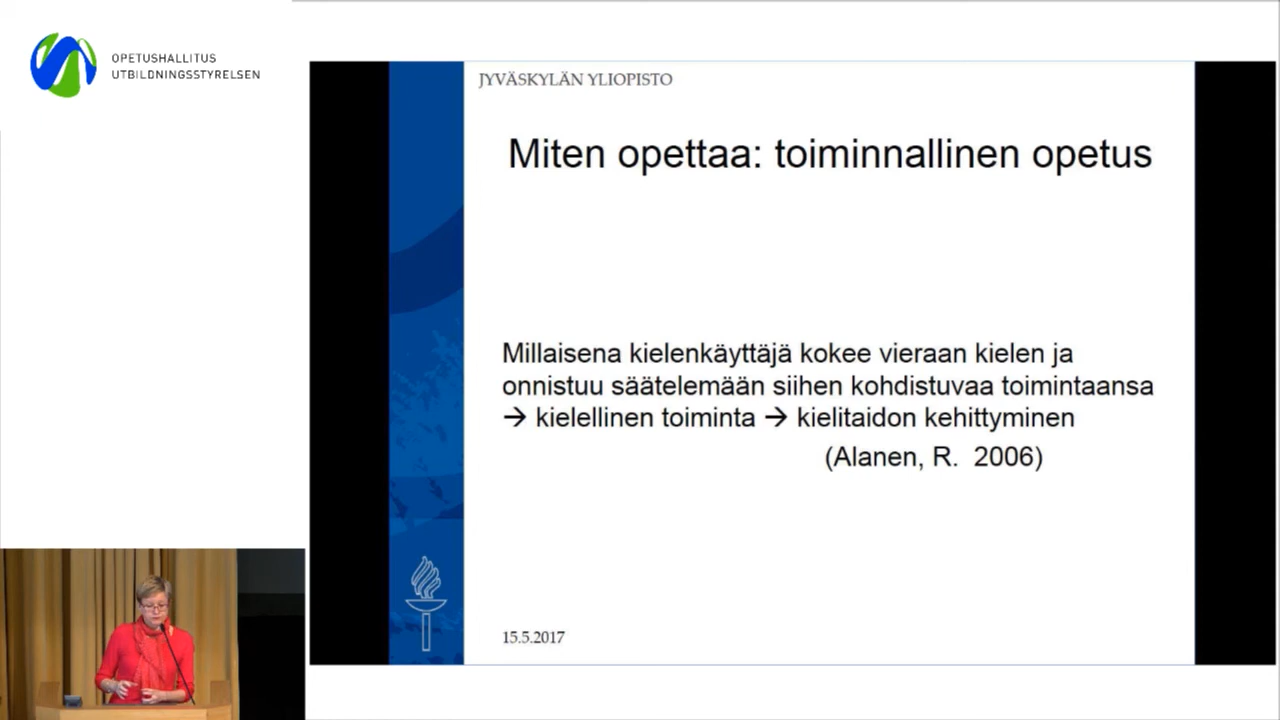 OPETUSHALLITUS
UTBILDNINGSSTYRELSEN
JYVÄSKYLÄN YLIOPISTO
Miten opettaa: toiminnallinen opetus
Millaisena kielenkäyttäjä kokee vieraan kielen ja
onnistuu säätelemään siihen kohdistuvaa toimintaansa
→ kielellinen toiminta → kielitaidon kehittyminen
(Alanen, R. 2006)
15.5.2017